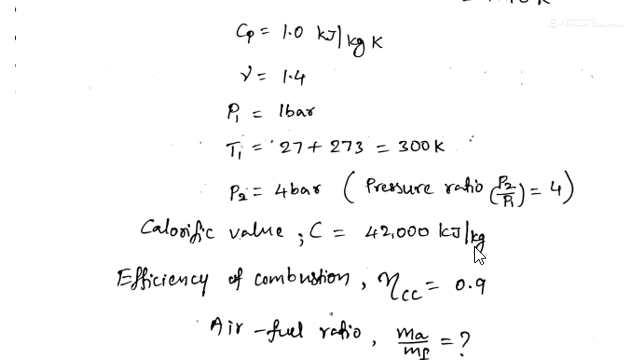 Cp = 1.0 kJ/kg K
γ = 1.4
P₁ = 1bar
T₁ = 27 + 273 = 300 K
P₂ = 4bar ( Pressure ratio (P₂/P₁) = 4 )
Calorific value, C = 42,000 kJ/kg
Efficiency of combustion, ηcc = 0.9
Air-fuel ratio, ma/mf = ?